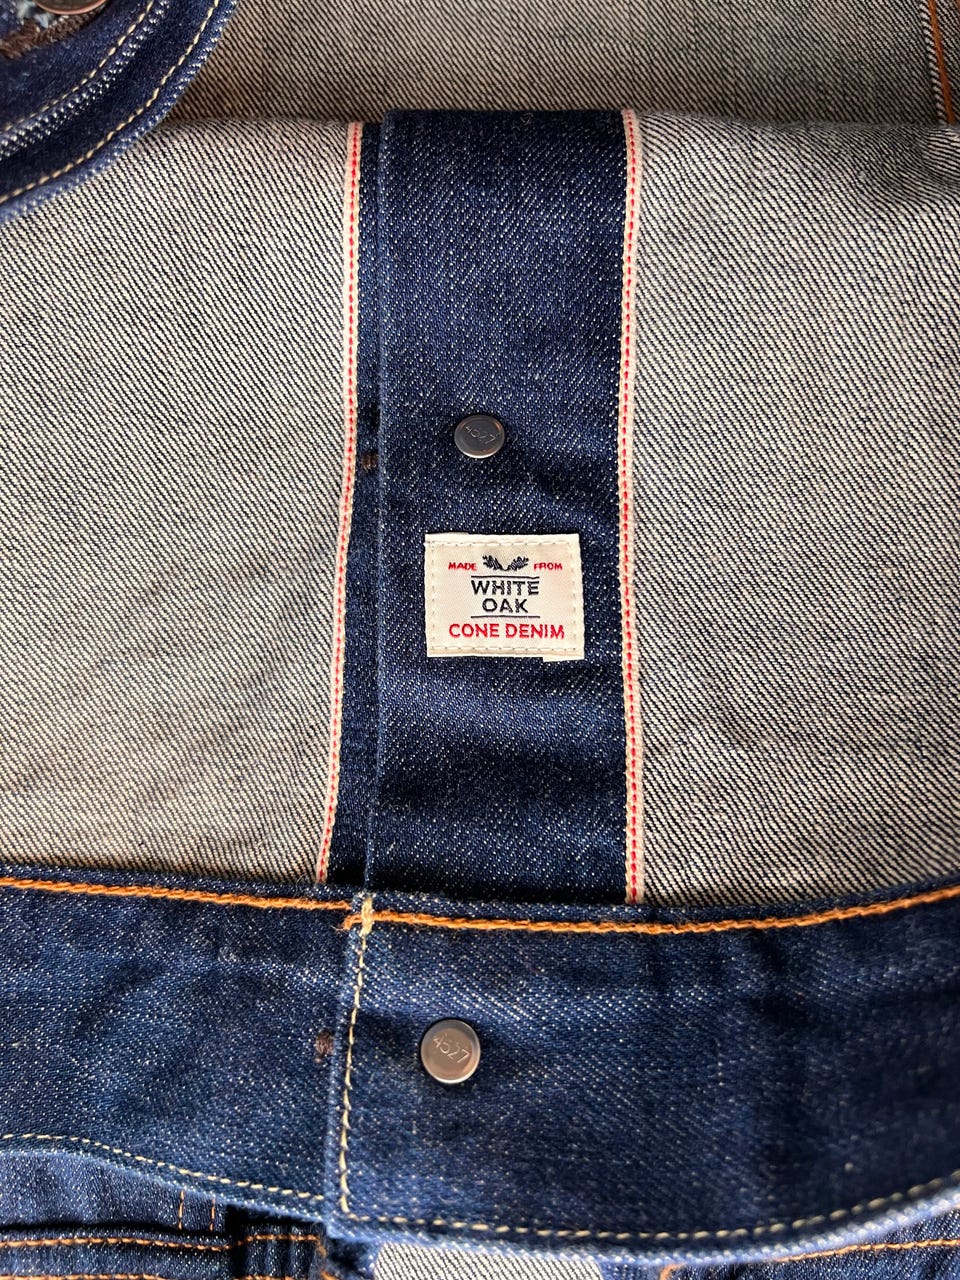 4527
MADE FROM
WHITE
OAK
CONE DENIM
4527